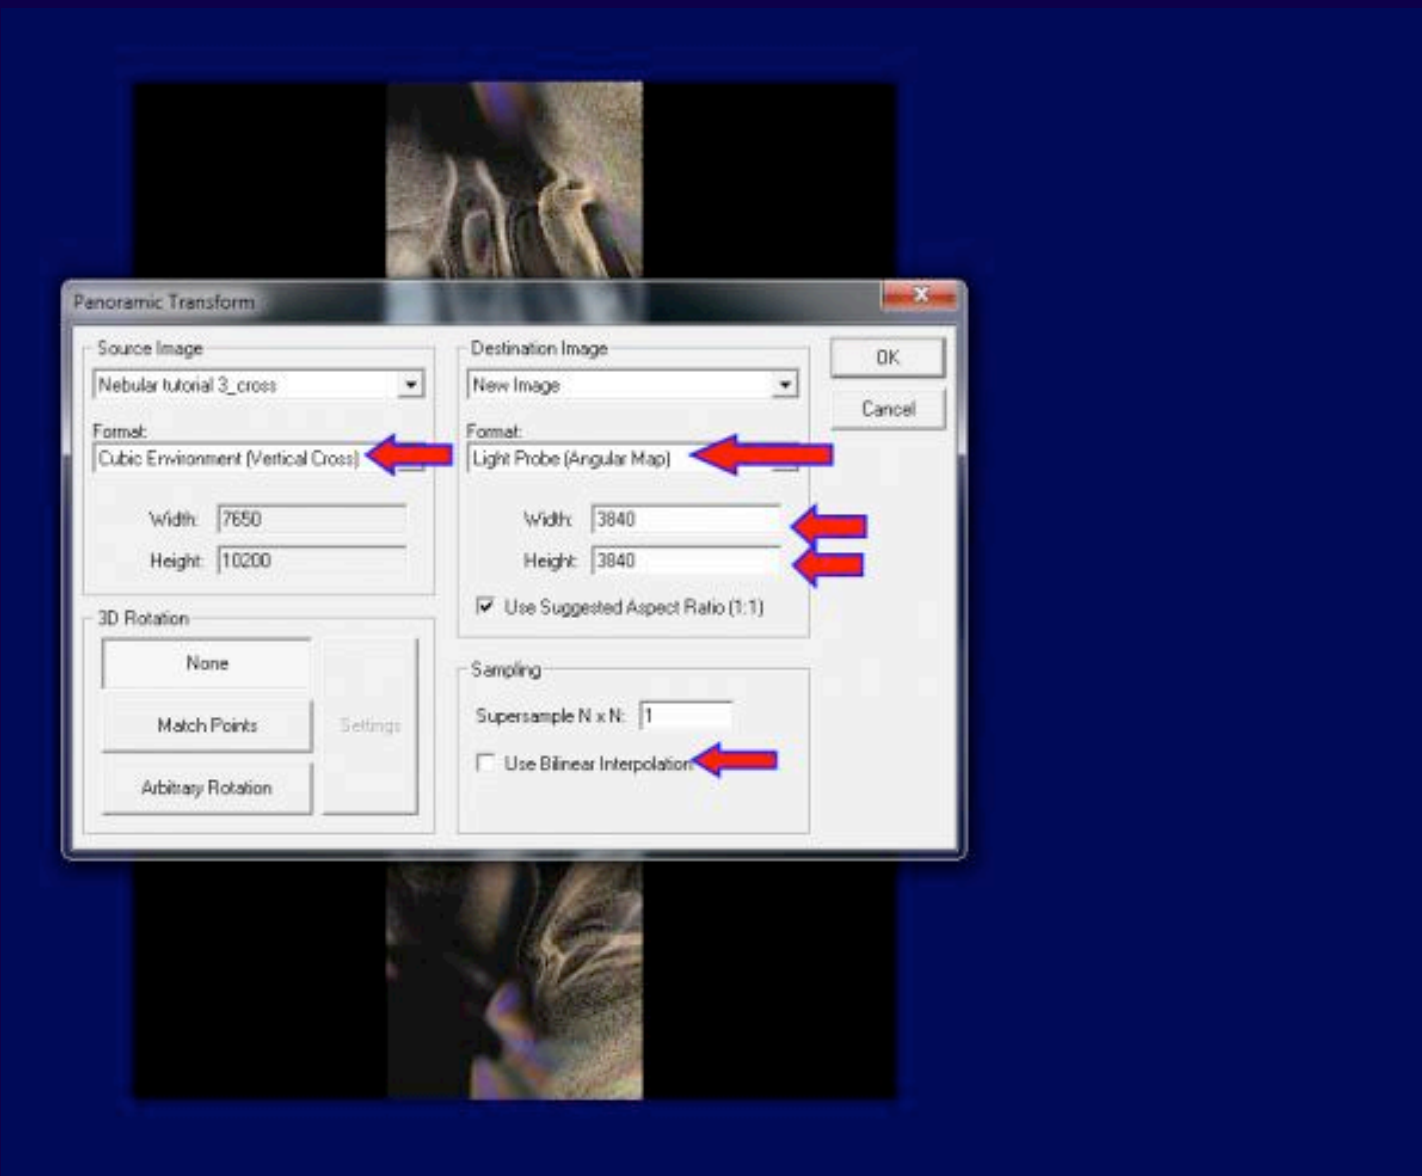 Panoramic Transform
Source Image
Nebular tutorial 3_cross
Format:
Cubic Environment (Vertical Cross)
Width: 7650
Height: 10200
3D Rotation
None
Match Points
Arbitrary Rotation
Settings
Destination Image
New Image
Format:
Light Probe (Angular Map)
Width: 3840
Height: 3840
Use Suggested Aspect Ratio (1:1)
Sampling
Supersample N x N: 1
Use Bilinear Interpolation
OK
Cancel